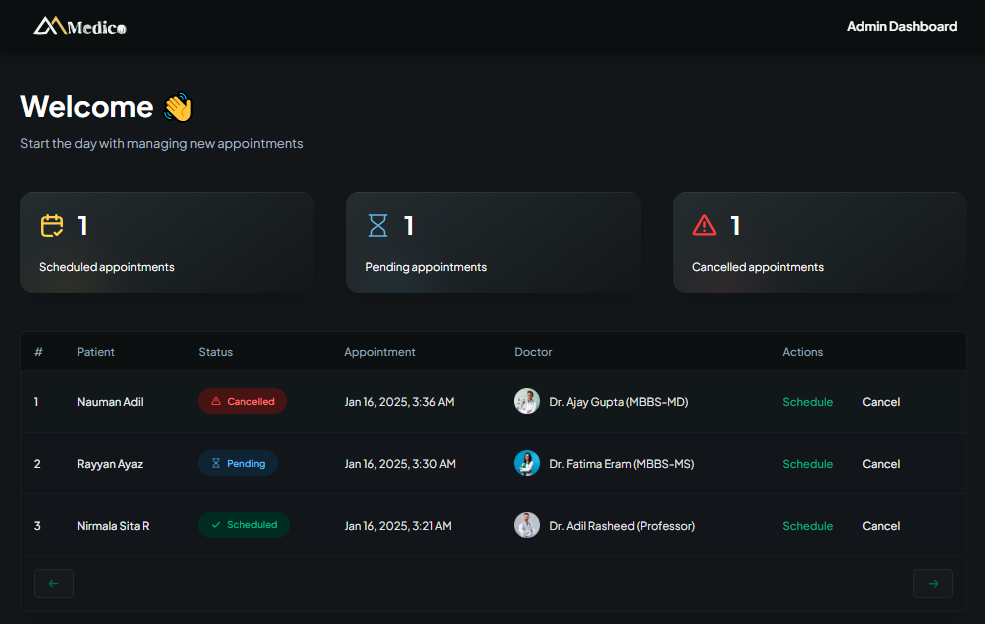 Medico
Admin Dashboard
Welcome 👋
Start the day with managing new appointments
1
Scheduled appointments
1
Pending appointments
1
Cancelled appointments
# Patient Status Appointment Doctor Actions
1 Nauman Adil Cancelled Jan 16, 2025, 3:36 AM Dr. Ajay Gupta (MBBS-MD) Schedule Cancel
2 Rayyan Ayaz Pending Jan 16, 2025, 3:30 AM Dr. Fatima Eram (MBBS-MS) Schedule Cancel
3 Nirmala Sita R Scheduled Jan 16, 2025, 3:21 AM Dr. Adil Rasheed (Professor) Schedule Cancel